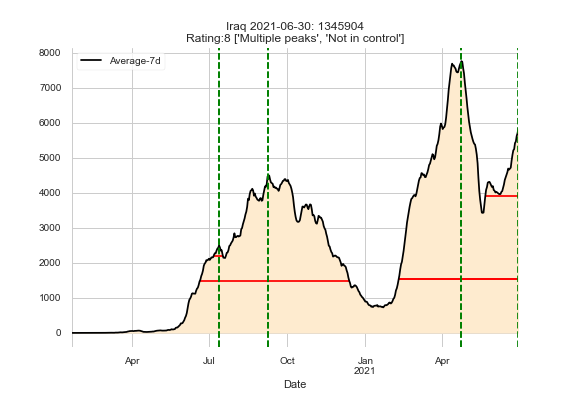 Iraq 2021-06-30: 1345904
Rating:8 ['Multiple peaks', 'Not in control']
Average-7d
8000
7000
6000
5000
4000
3000
2000
1000
0
Apr Jul Oct Jan Apr
2021
Date